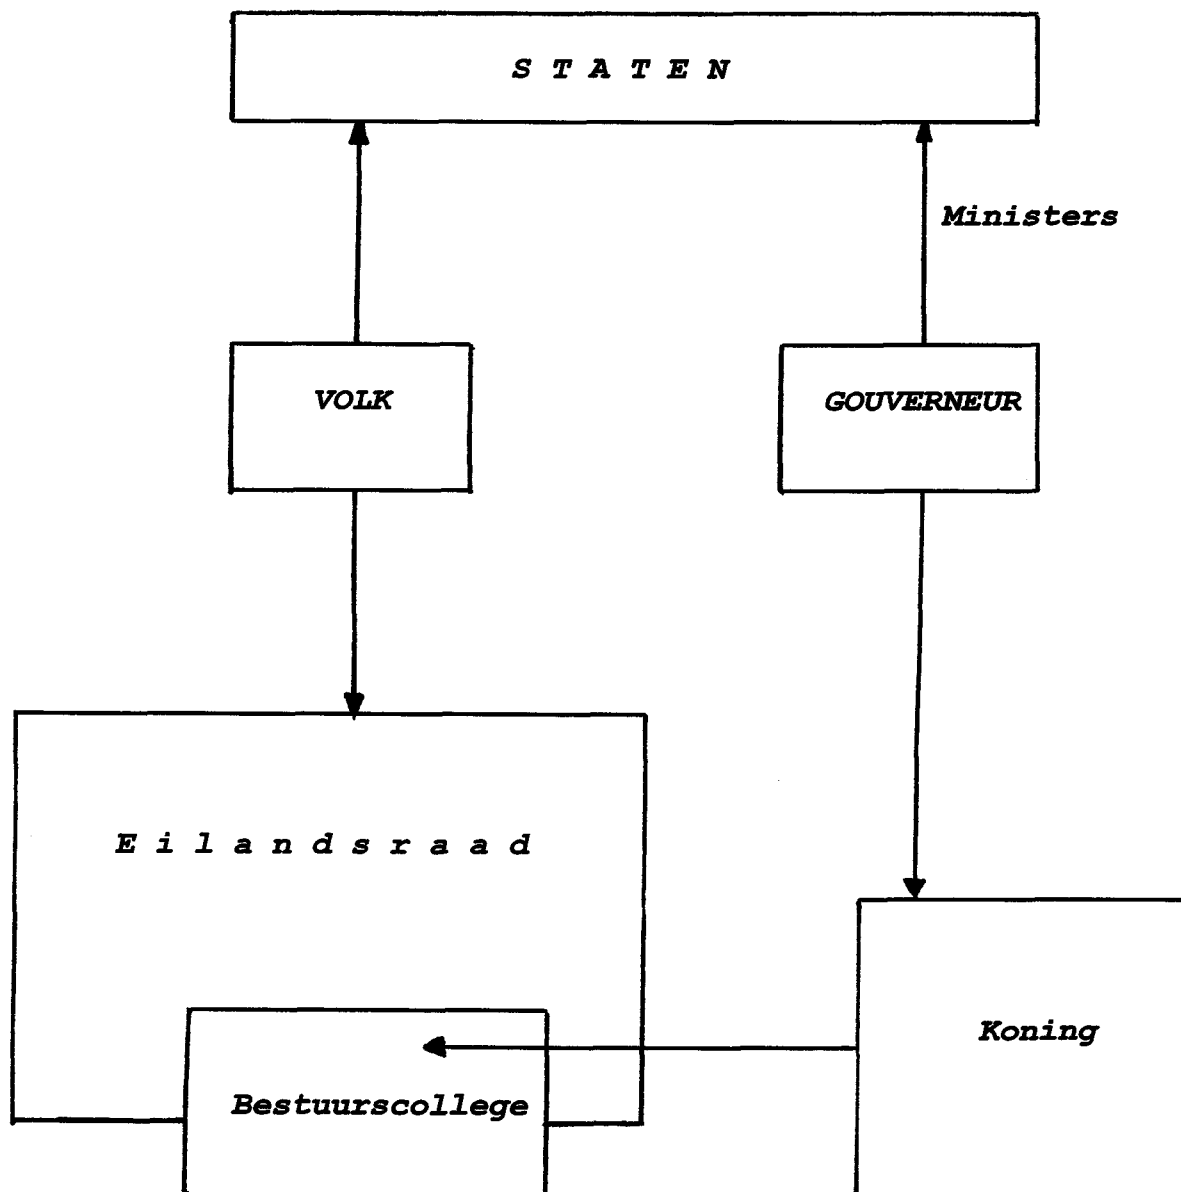 S T A T E N
Ministers
VOLK
GOUVERNEUR
E i l a n d s r a a d
Koning
Bestuurscollege